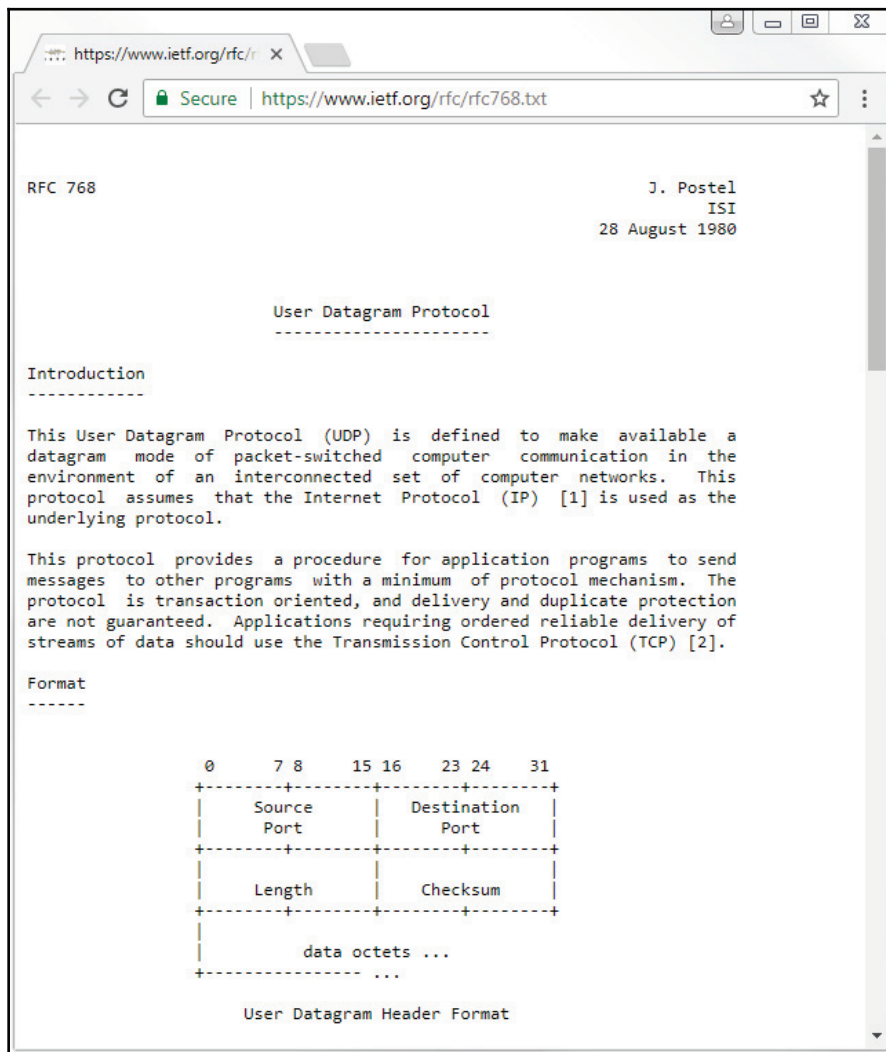 https://www.ietf.org/rfc/r
Secure | https://www.ietf.org/rfc/rfc768.txt
RFC 768 J. Postel
ISI
28 August 1980
User Datagram Protocol
----------------------
Introduction
------------
This User Datagram Protocol (UDP) is defined to make available a
datagram mode of packet-switched computer communication in the
environment of an interconnected set of computer networks. This
protocol assumes that the Internet Protocol (IP) [1] is used as the
underlying protocol.
This protocol provides a procedure for application programs to send
messages to other programs with a minimum of protocol mechanism. The
protocol is transaction oriented, and delivery and duplicate protection
are not guaranteed. Applications requiring ordered reliable delivery of
streams of data should use the Transmission Control Protocol (TCP) [2].
Format
------
0 7 8 15 16 23 24 31
+--------+--------+--------+--------+
| Source | Destination |
| Port | Port |
+--------+--------+--------+--------+
| | |
| Length | Checksum |
+--------+--------+--------+--------+
|
| data octets ...
+---------------- ...
User Datagram Header Format